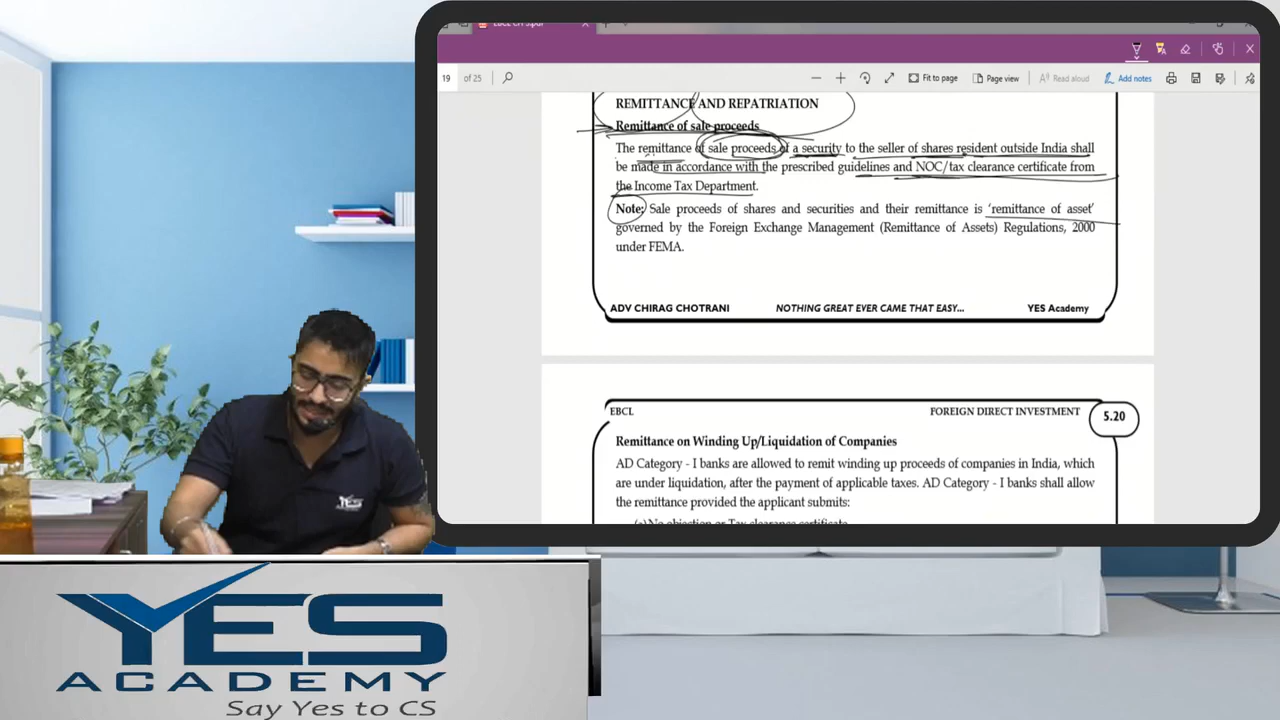 19 of 25
Fit to page
Page view
Read aloud
Add notes
REMITTANCE AND REPATRIATION
Remittance of sale proceeds
The remittance of sale proceeds of a security to the seller of shares resident outside India shall
be made in accordance with the prescribed guidelines and NOC/tax clearance certificate from
the Income Tax Department.
Note: Sale proceeds of shares and securities and their remittance is ‘remittance of asset’
governed by the Foreign Exchange Management (Remittance of Assets) Regulations, 2000
under FEMA.
ADV CHIRAG CHOTRANI NOTHING GREAT EVER CAME THAT EASY... YES Academy
EBCL FOREIGN DIRECT INVESTMENT 5.20
Remittance on Winding Up/Liquidation of Companies
AD Category - I banks are allowed to remit winding up proceeds of companies in India, which
are under liquidation, after the payment of applicable taxes. AD Category - I banks shall allow
the remittance provided the applicant submits:
(a) No objection or Tax clearance certificate
YES
YES
ACADEMY
Say Yes to CS